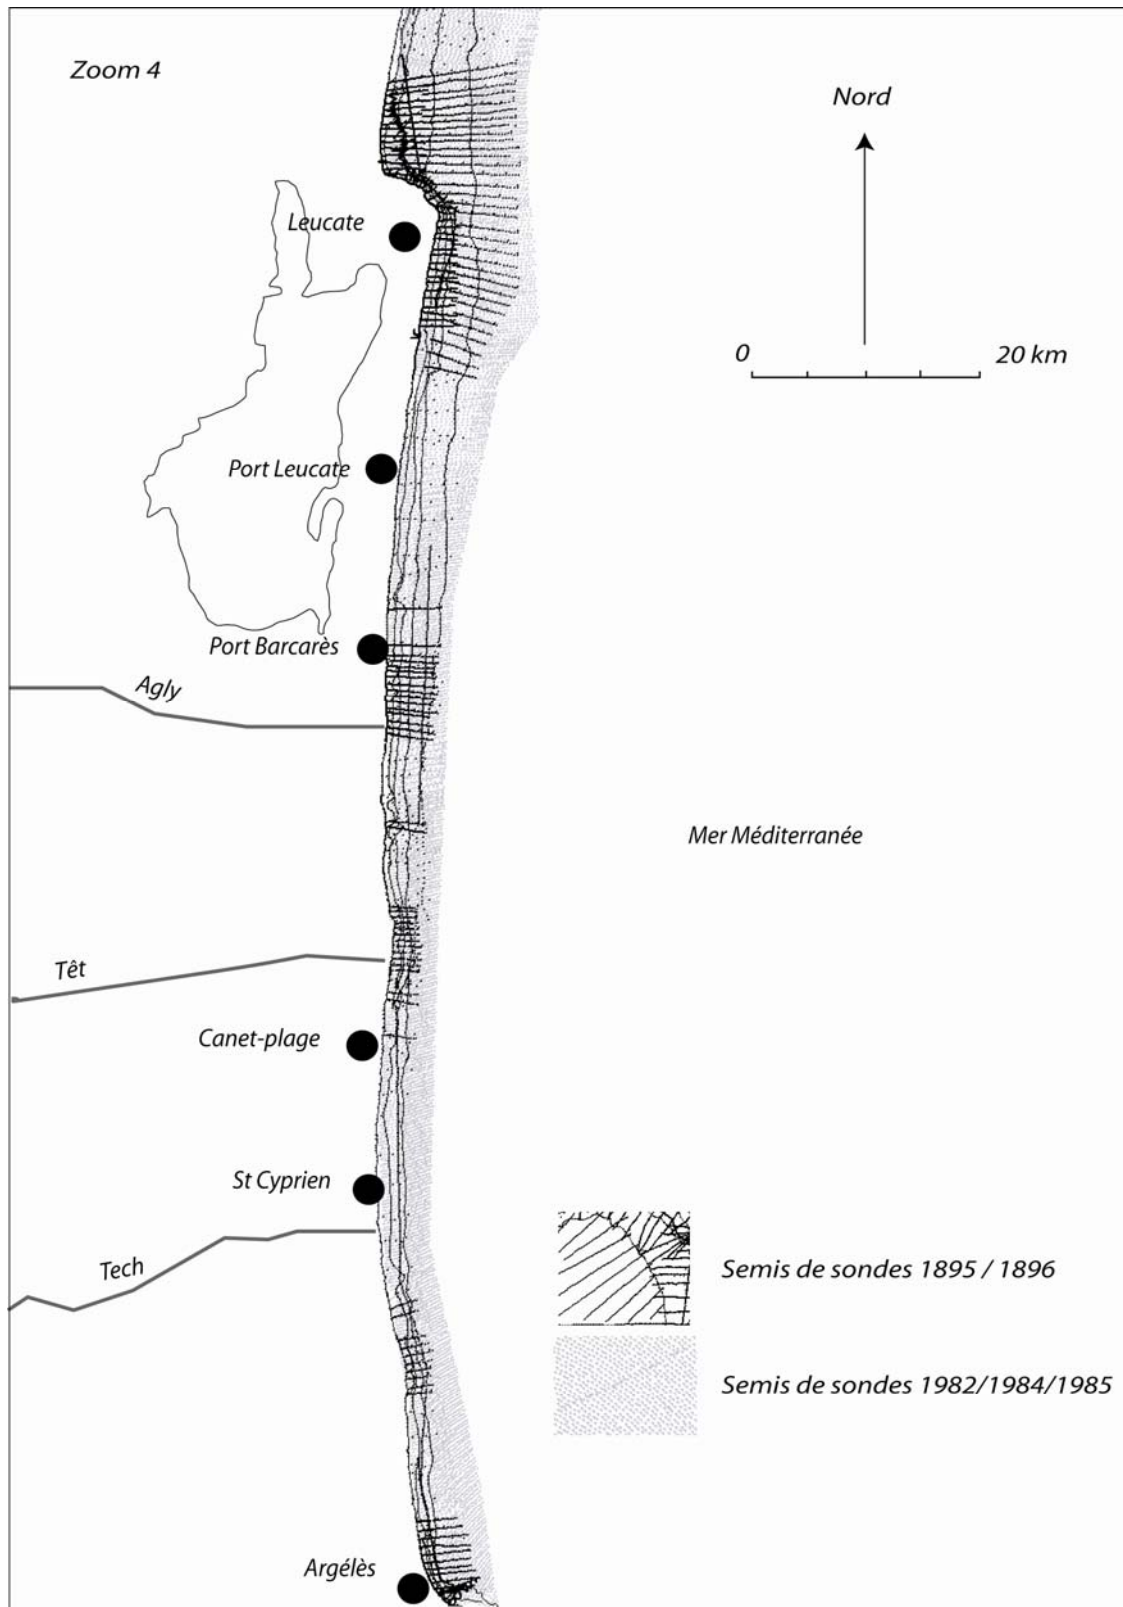 Zoom 4
Nord
Leucate
0 20 km
Port Leucate
Port Barcarès
Agly
Mer Méditerranée
Têt
Canet-plage
St Cyprien
Tech
Semis de sondes 1895 / 1896
Semis de sondes 1982/1984/1985
Argélès